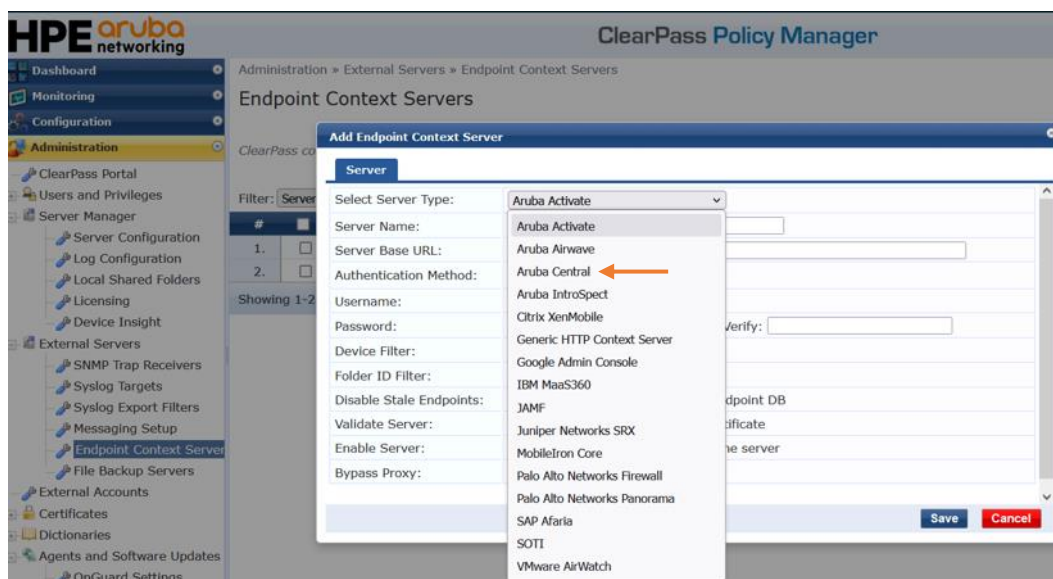 HPE aruba
networking
ClearPass Policy Manager
Dashboard
Monitoring
Configuration
Administration
ClearPass Portal
Users and Privileges
Server Manager
Server Configuration
Log Configuration
Local Shared Folders
Licensing
Device Insight
External Servers
SNMP Trap Receivers
Syslog Targets
Syslog Export Filters
Messaging Setup
Endpoint Context Server
File Backup Servers
External Accounts
Certificates
Dictionaries
Agents and Software Updates
OnGuard Settings
Administration » External Servers » Endpoint Context Servers
Endpoint Context Servers
ClearPass co
Filter: Server
#
1.
2.
Showing 1-2
Add Endpoint Context Server
Server
Select Server Type: Aruba Activate
Server Name:
Server Base URL:
Authentication Method:
Username:
Password: Verify:
Device Filter:
Folder ID Filter:
Disable Stale Endpoints: dpoint DB
Validate Server: tificate
Enable Server: he server
Bypass Proxy:
Aruba Activate
Aruba Airwave
Aruba Central
Aruba IntroSpect
Citrix XenMobile
Generic HTTP Context Server
Google Admin Console
IBM MaaS360
JAMF
Juniper Networks SRX
MobileIron Core
Palo Alto Networks Firewall
Palo Alto Networks Panorama
SAP Afaria
SOTI
VMware AirWatch
Save Cancel